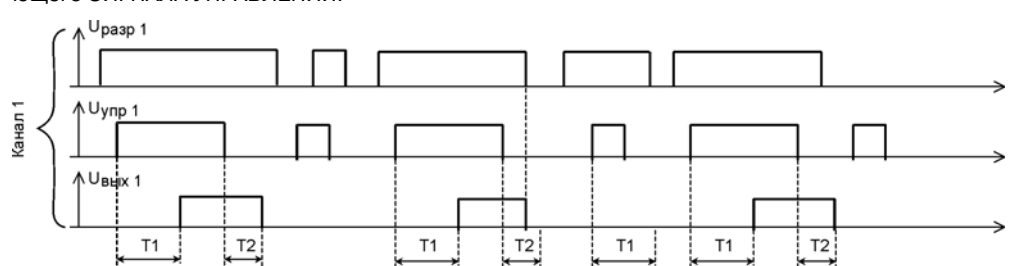 Uразр 1
Канал 1
Uупр 1
Uвых 1
T1 T2 T1 T2 T1 T1 T2